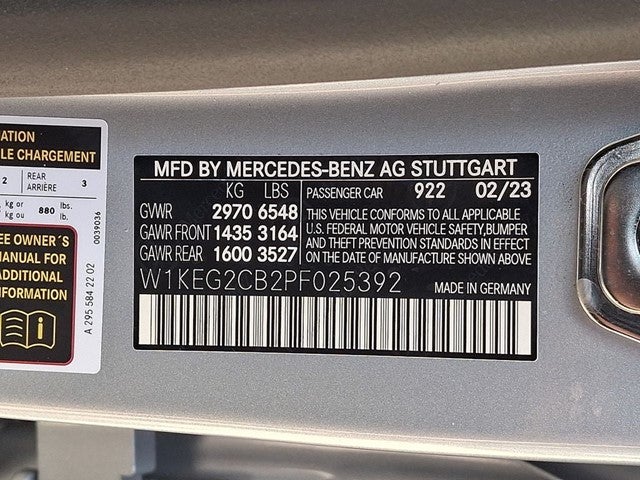 ATION
LE CHARGEMENT
2 REAR ARRIÈRE 3
kg or ou 880 lbs. lb.
EE OWNER´S
MANUAL FOR
ADDITIONAL
INFORMATION
0039036
A 295 584 22 02
MFD BY MERCEDES-BENZ AG STUTTGART
KG LBS
GVWR 2970 6548
GAWR FRONT 1435 3164
GAWR REAR 1600 3527
PASSENGER CAR 922 02/23
THIS VEHICLE CONFORMS TO ALL APPLICABLE
U.S. FEDERAL MOTOR VEHICLE SAFETY,BUMPER
AND THEFT PREVENTION STANDARDS IN EFFECT
ON THE DATE OF MANUFACTURE SHOWN ABOVE
W1KEG2CB2PF025392
MADE IN GERMANY